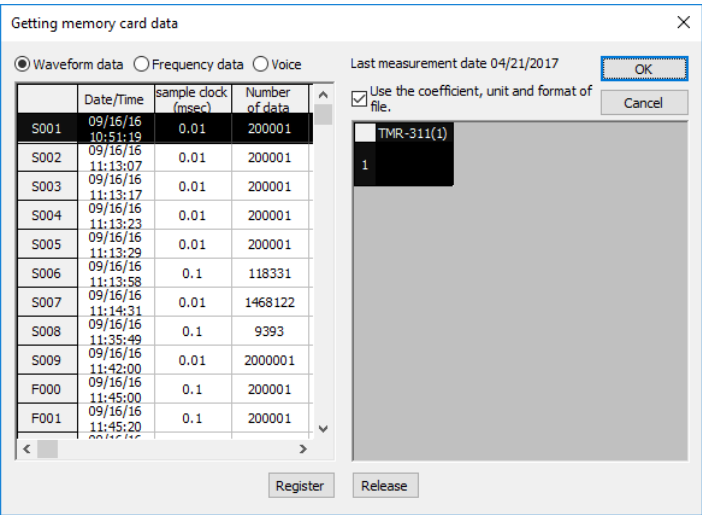 Getting memory card data
Waveform data Frequency data Voice
Last measurement date 04/21/2017
OK
Use the coefficient, unit and format of
file.
Cancel
Date/Time sample clock (msec) Number of data
S001 09/16/16 10:51:19 0.01 200001
S002 09/16/16 11:13:07 0.01 200001
S003 09/16/16 11:13:17 0.01 200001
S004 09/16/16 11:13:23 0.01 200001
S005 09/16/16 11:13:29 0.01 200001
S006 09/16/16 11:13:58 0.1 118331
S007 09/16/16 11:14:31 0.01 1468122
S008 09/16/16 11:35:49 0.1 9393
S009 09/16/16 11:42:00 0.01 2000001
F000 09/16/16 11:45:00 0.1 200001
F001 09/16/16 11:45:20 0.1 200001
TMR-311(1)
1
Register
Release